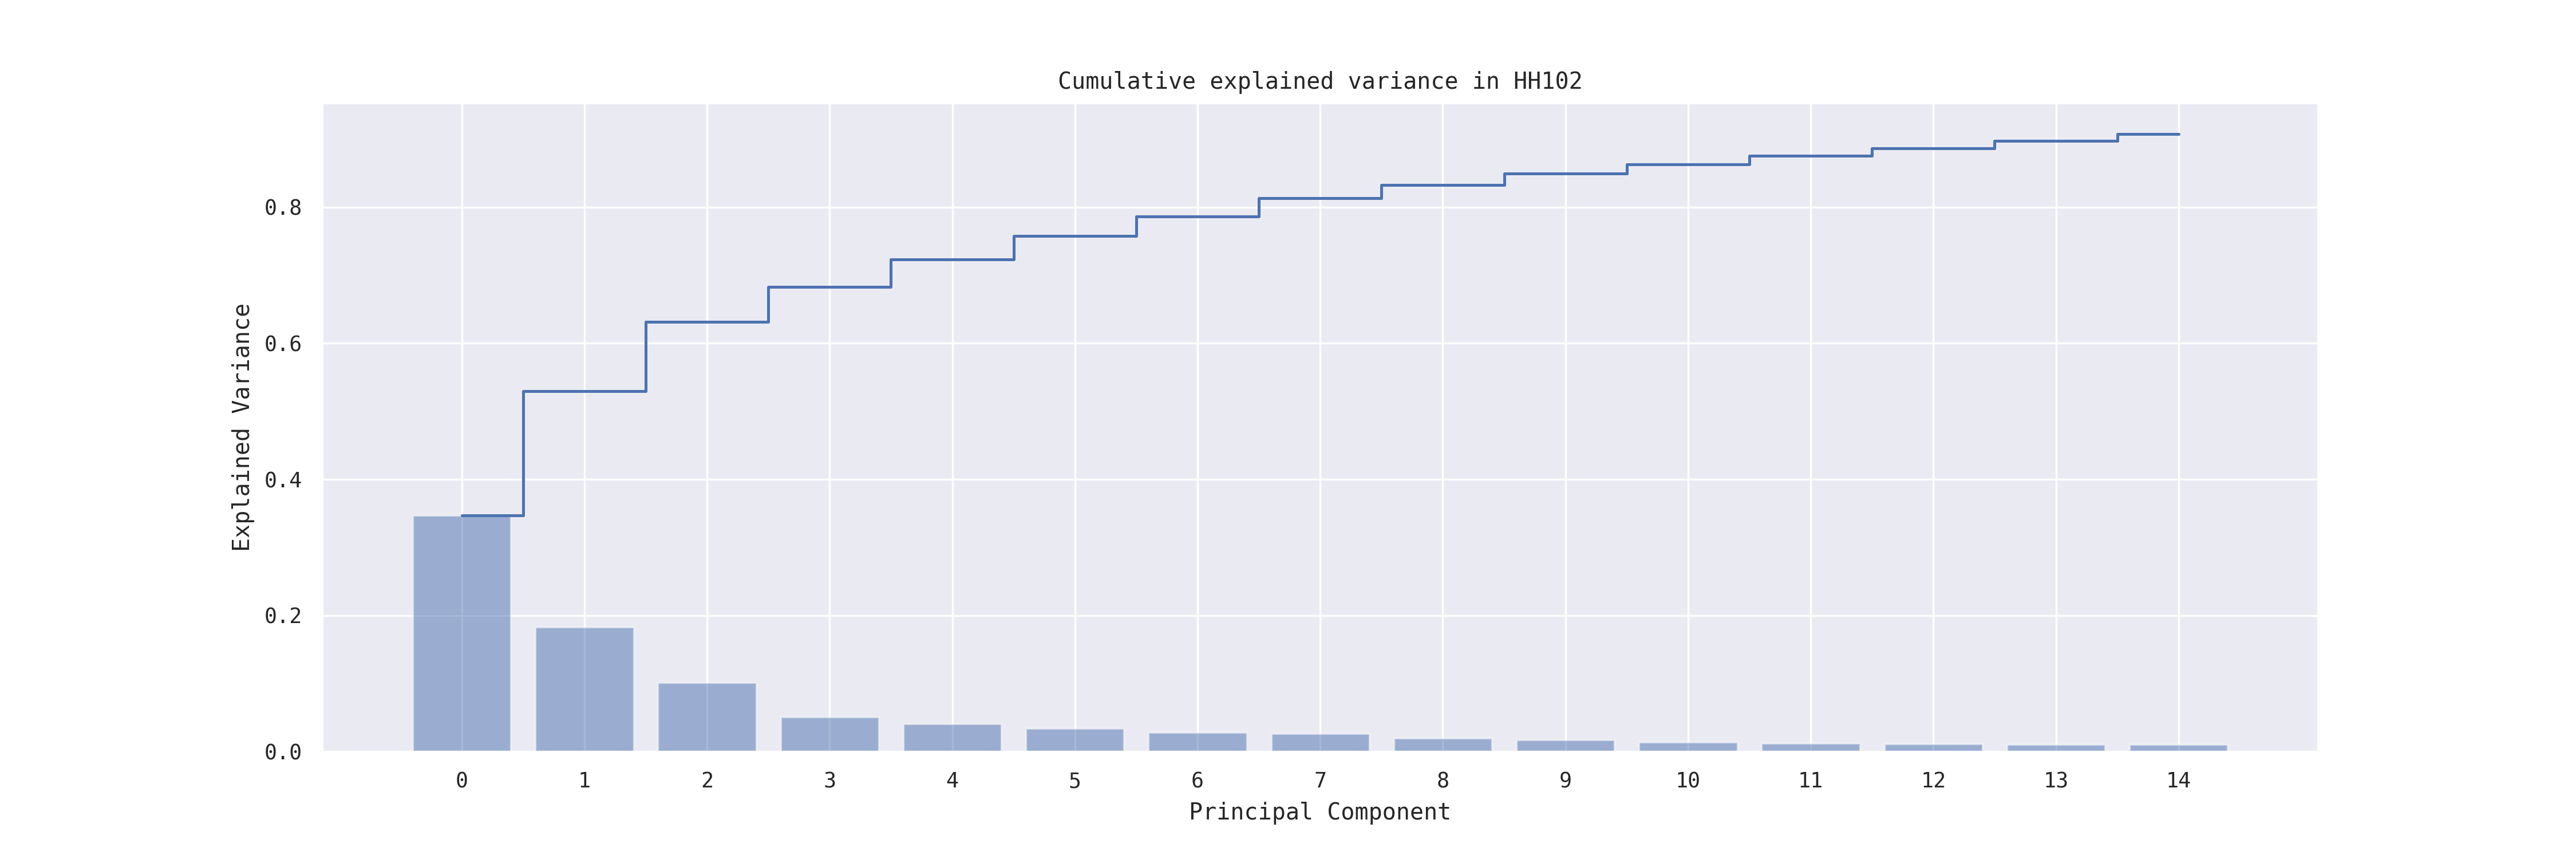 Cumulative explained variance in HH102
Explained Variance
0.8
0.6
0.4
0.2
0.0
0 1 2 3 4 5 6 7 8 9 10 11 12 13 14
Principal Component